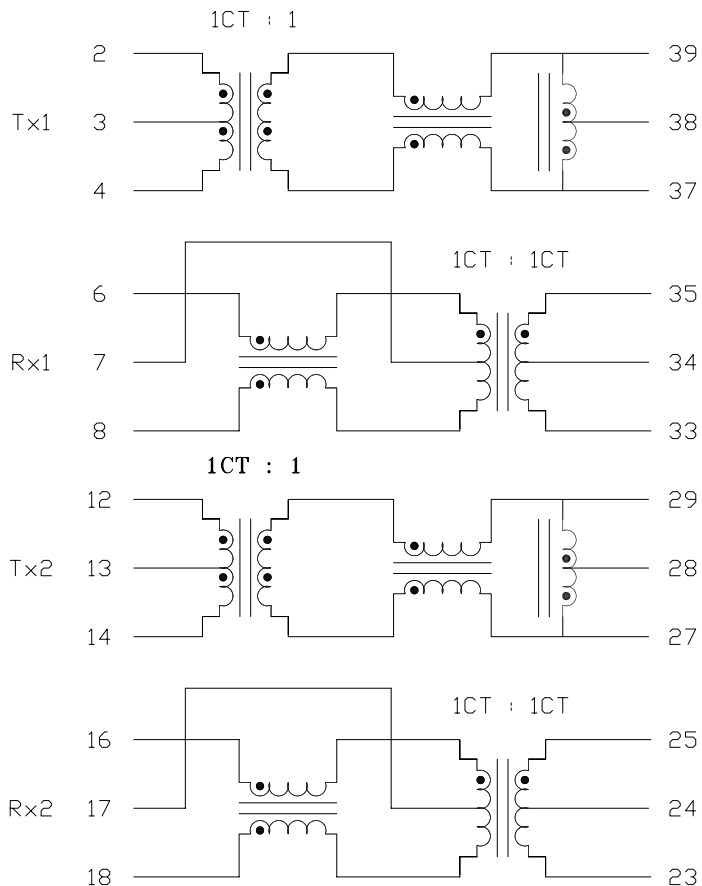 1CT : 1
2 39
Tx1 3 38
4 37
1CT : 1CT
6 35
Rx1 7 34
8 33
1CT : 1
12 29
Tx2 13 28
14 27
1CT : 1CT
16 25
Rx2 17 24
18 23